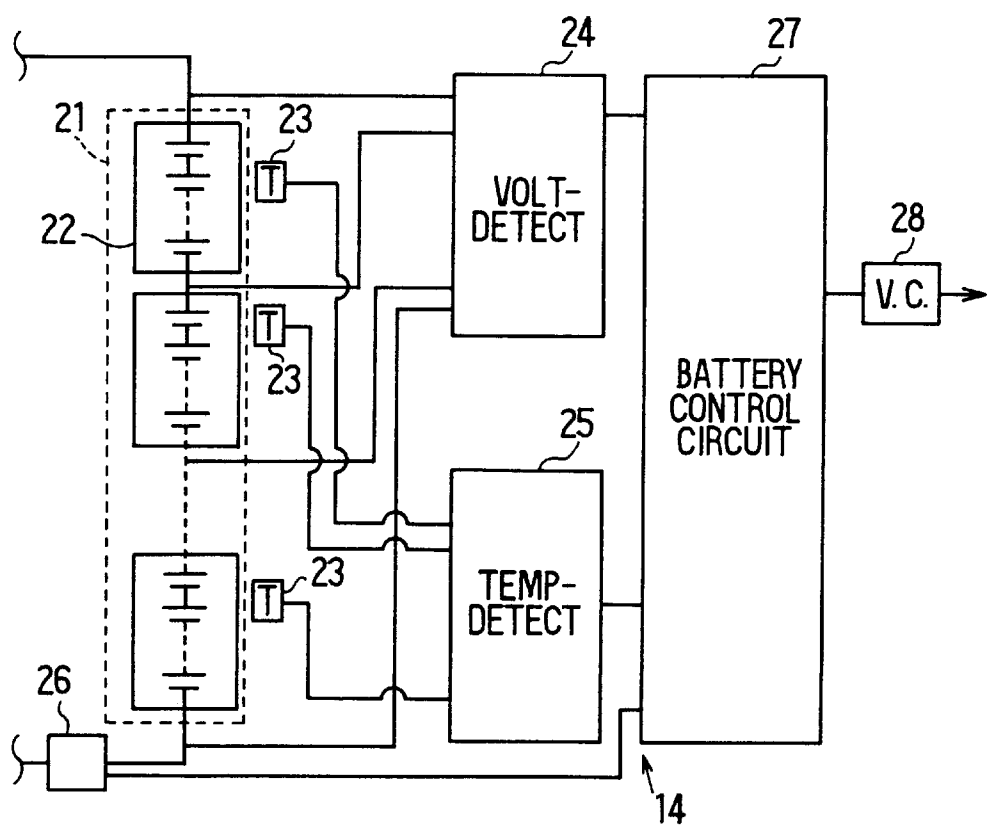 24
27
21
23
T
VOLT-
DETECT
28
22
V.C.
T
23
BATTERY
CONTROL
CIRCUIT
25
23
T
TEMP-
DETECT
26
14